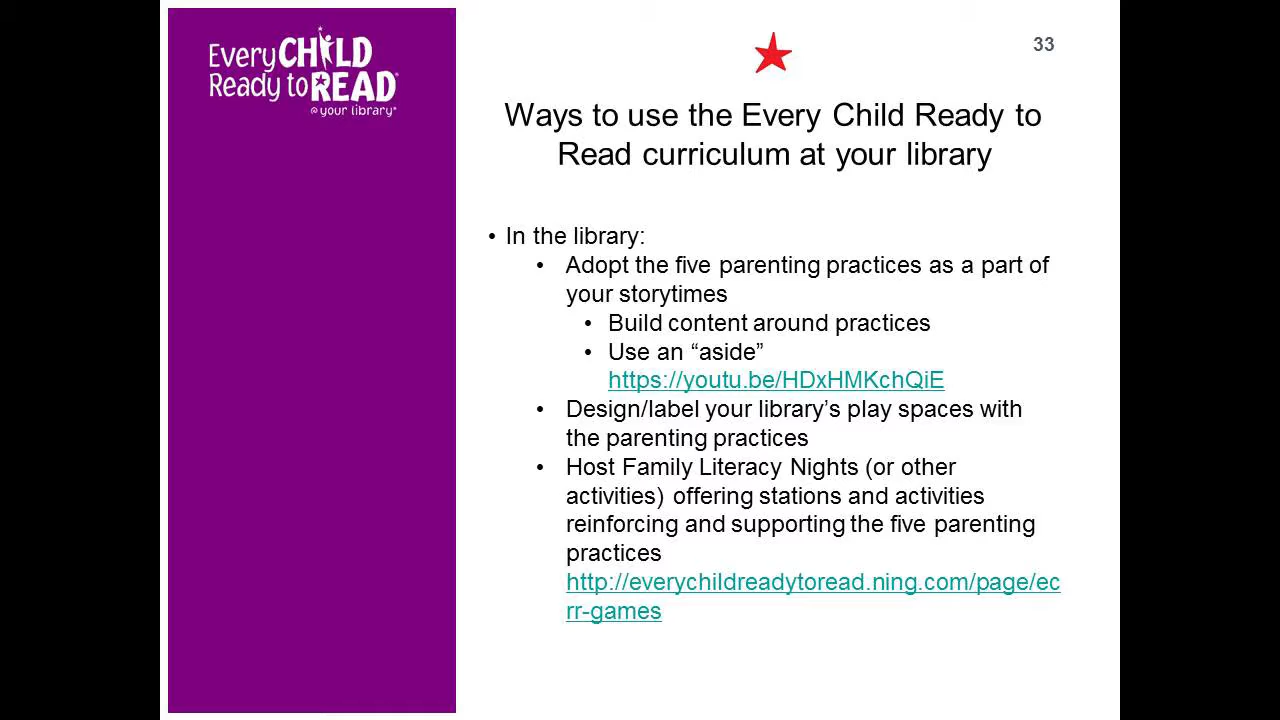 Every CHILD
Ready to READ®
@ your library®
33
Ways to use the Every Child Ready to
Read curriculum at your library
• In the library:
• Adopt the five parenting practices as a part of
your storytimes
• Build content around practices
• Use an “aside”
https://youtu.be/HDxHMKchQiE
• Design/label your library’s play spaces with
the parenting practices
• Host Family Literacy Nights (or other
activities) offering stations and activities
reinforcing and supporting the five parenting
practices
http://everychildreadytoread.ning.com/page/ec
rr-games